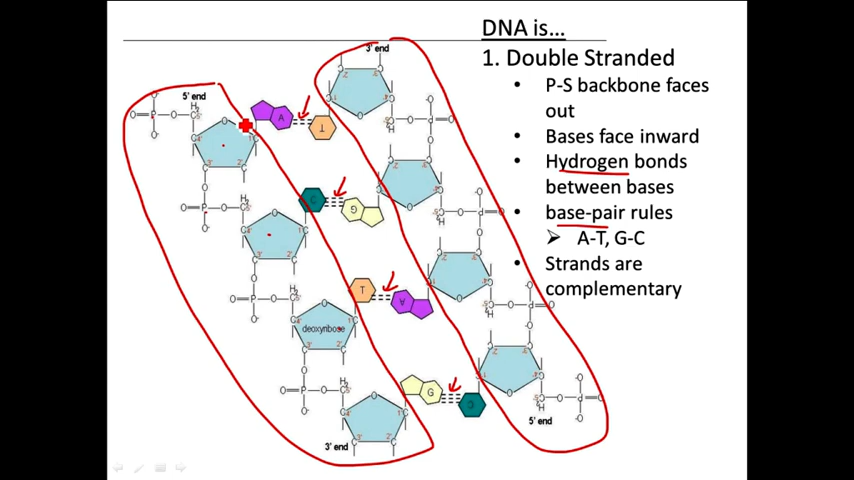 DNA is...
1. Double Stranded
• P-S backbone faces
out
• Bases face inward
• Hydrogen bonds
between bases
• base-pair rules
➢ A-T, G-C
• Strands are
complementary
3' end
5' end
A
T
C
G
T
A
deoxyribose
G
C
3' end
5' end